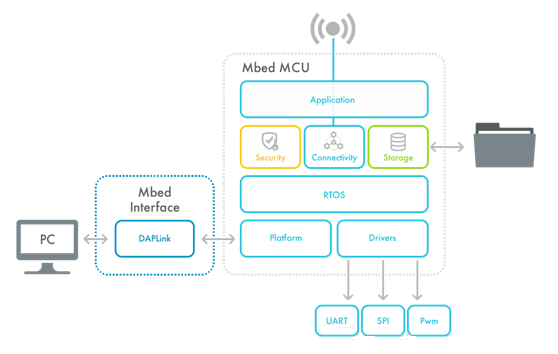 Mbed MCU
Application
Security
Connectivity
Storage
Mbed
Interface
RTOS
PC
DAPLink
Platform
Drivers
UART
SPI
Pwm